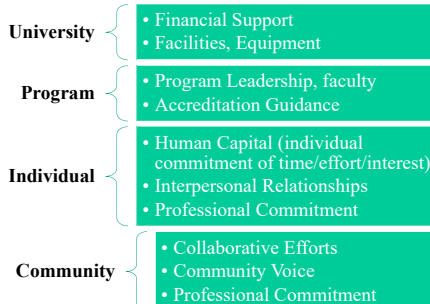 University
• Financial Support
• Facilities, Equipment
Program
• Program Leadership, faculty
• Accreditation Guidance
Individual
• Human Capital (individual
commitment of time/effort/interest)
• Interpersonal Relationships
• Professional Commitment
Community
• Collaborative Efforts
• Community Voice
• Professional Commitment